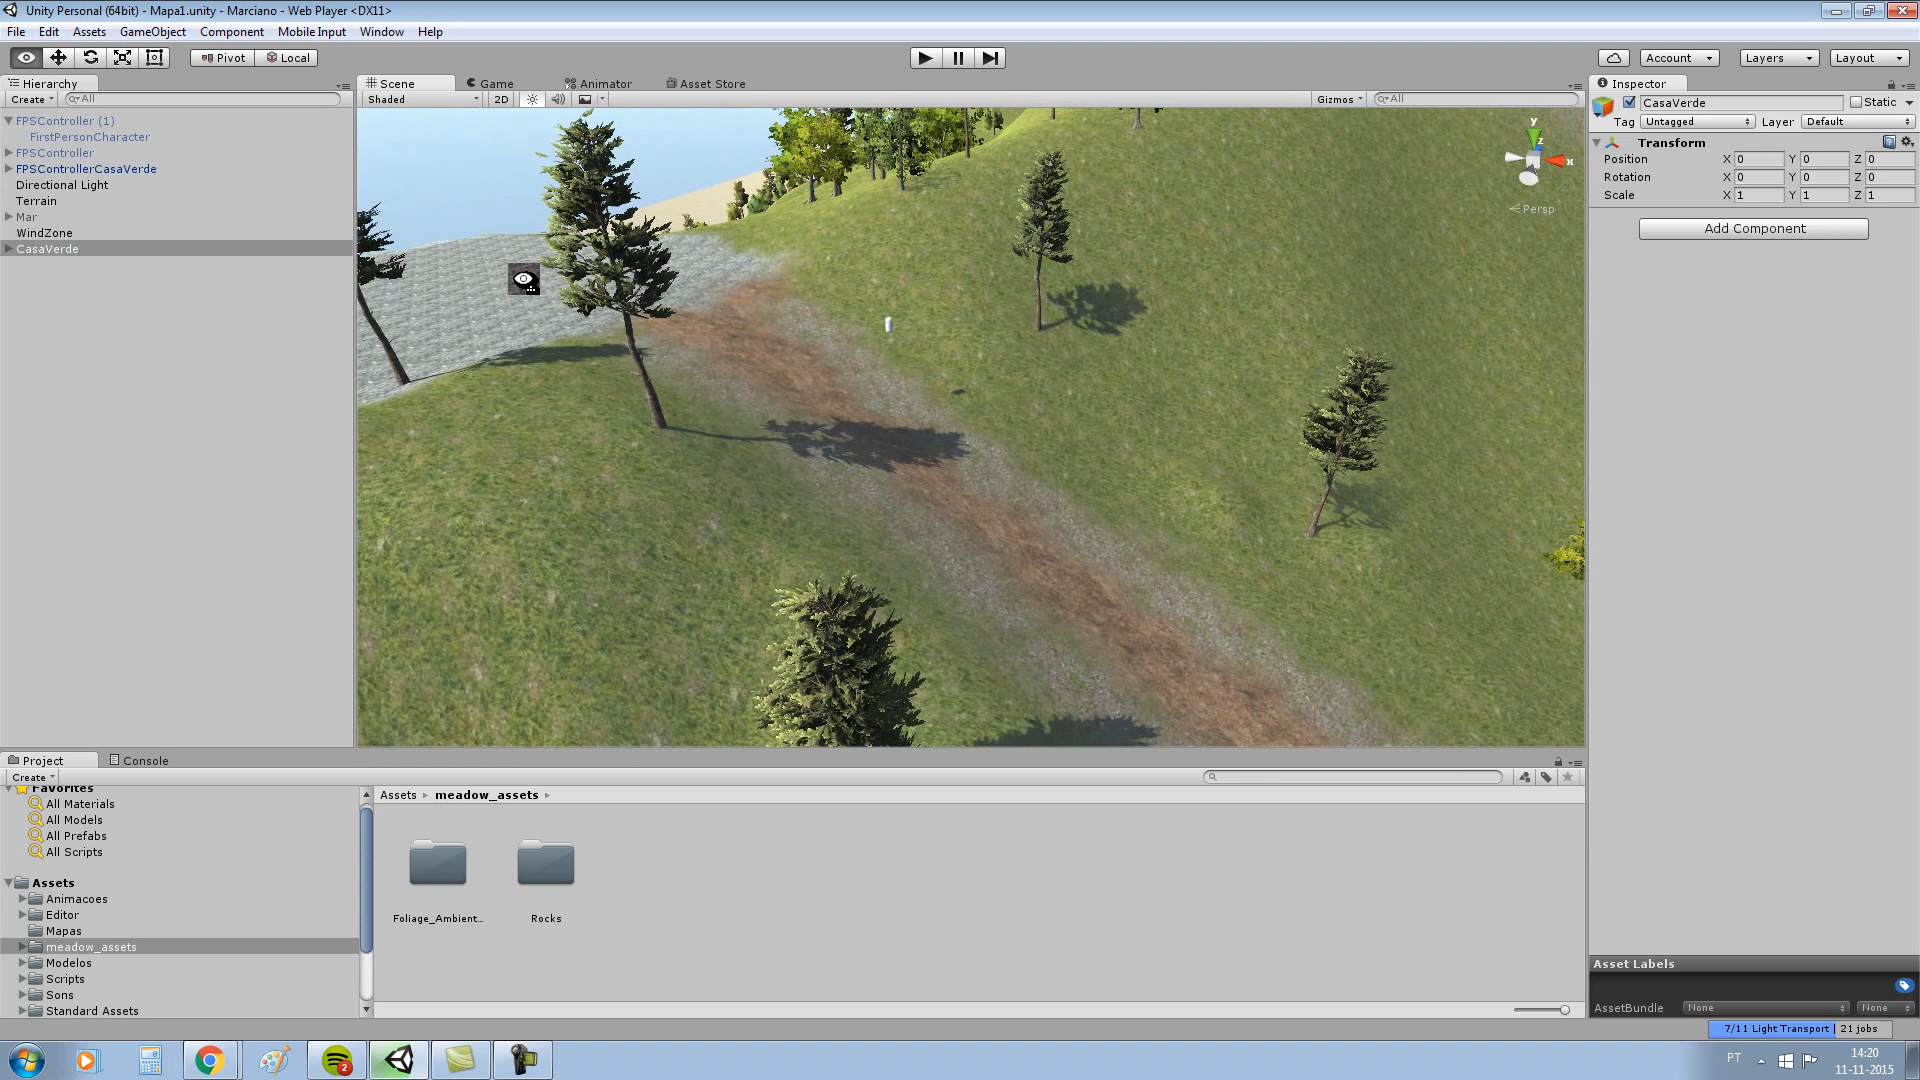 Unity Personal (64bit) - Mapa1.unity - Marciano - Web Player <DX11>
File Edit Assets GameObject Component Mobile Input Window Help
Pivot Local Account Layers Layout
Hierarchy
Create All
FPSController (1)
FirstPersonCharacter
FPSController
FPSControllerCasaVerde
Directional Light
Terrain
Mar
WindZone
CasaVerde
Scene Game Animator Asset Store
Shaded 2D Gizmos All
y
z
x
Persp
Inspector
CasaVerde Static
Tag Untagged Layer Default
Transform
Position X 0 Y 0 Z 0
Rotation X 0 Y 0 Z 0
Scale X 1 Y 1 Z 1
Add Component
Project Console
Create
Favorites
All Materials
All Models
All Prefabs
All Scripts
Assets
Animacoes
Editor
Mapas
meadow_assets
Modelos
Scripts
Sons
Standard Assets
Assets meadow_assets
Foliage_Ambient... Rocks
Asset Labels
AssetBundle None None
7/11 Light Transport | 21 jobs
2
PT 14:20
11-11-2015